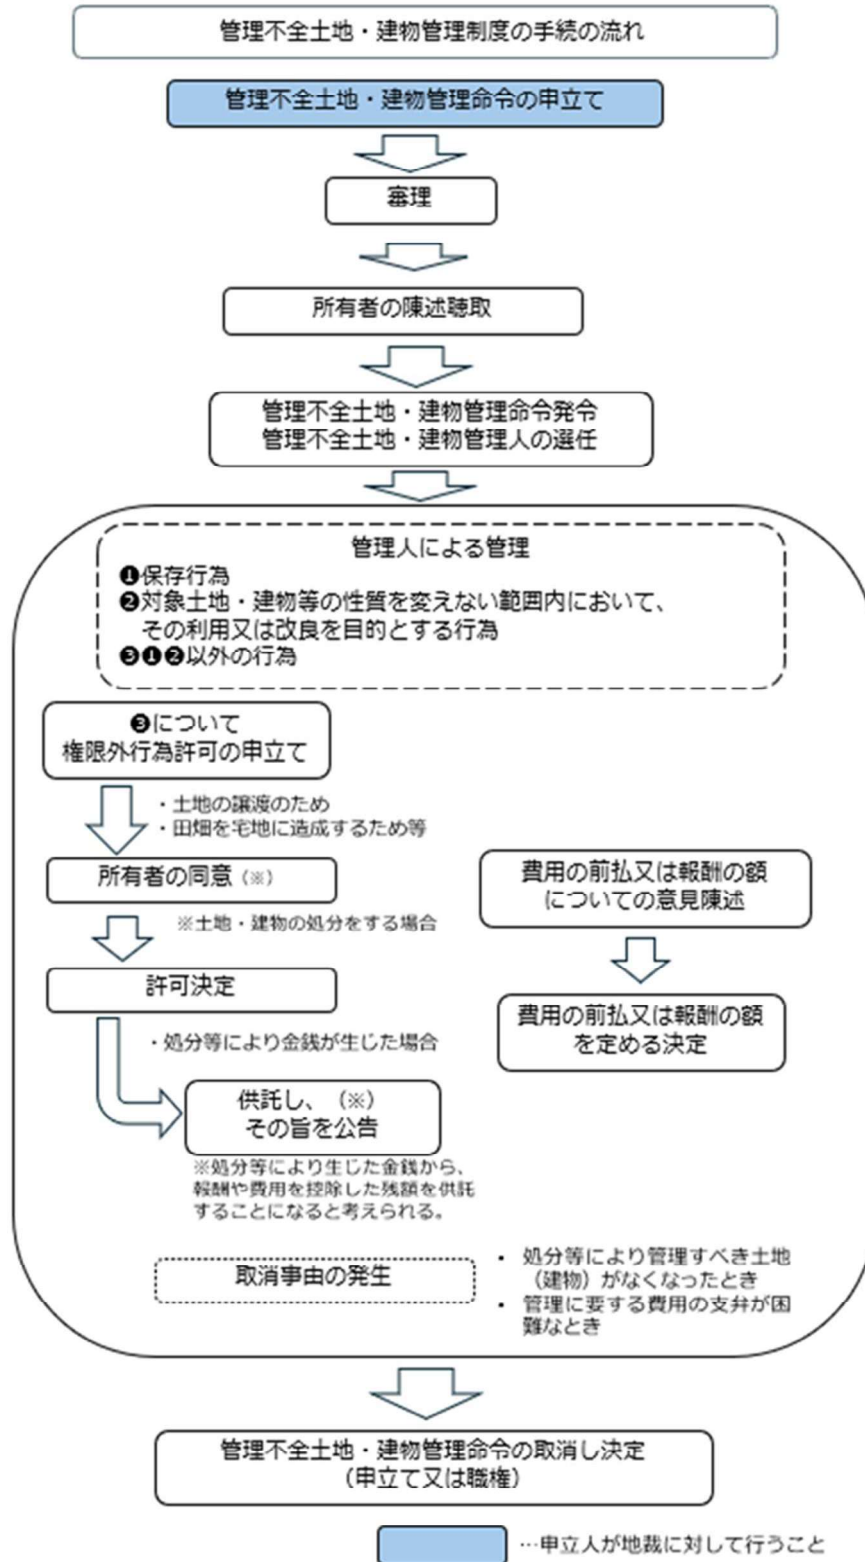 管理不全土地・建物管理制度の手続の流れ
管理不全土地・建物管理命令の申立て
審理
所有者の陳述聴取
管理不全土地・建物管理命令発令
管理不全土地・建物管理人の選任
管理人による管理
❶保存行為
❷対象土地・建物等の性質を変えない範囲内において、
その利用又は改良を目的とする行為
❸❶❷以外の行為
❸について
権限外行為許可の申立て
・土地の譲渡のため
・田畑を宅地に造成するため等
所有者の同意（※）
※土地・建物の処分をする場合
許可決定
・処分等により金銭が生じた場合
供託し、（※）
その旨を公告
※処分等により生じた金銭から、
報酬や費用を控除した残額を供託
することになると考えられる。
費用の前払又は報酬の額
についての意見陳述
費用の前払又は報酬の額
を定める決定
取消事由の発生
• 処分等により管理すべき土地
（建物）がなくなったとき
• 管理に要する費用の支弁が困
難なとき
管理不全土地・建物管理命令の取消し決定
（申立て又は職権）
…申立人が地裁に対して行うこと